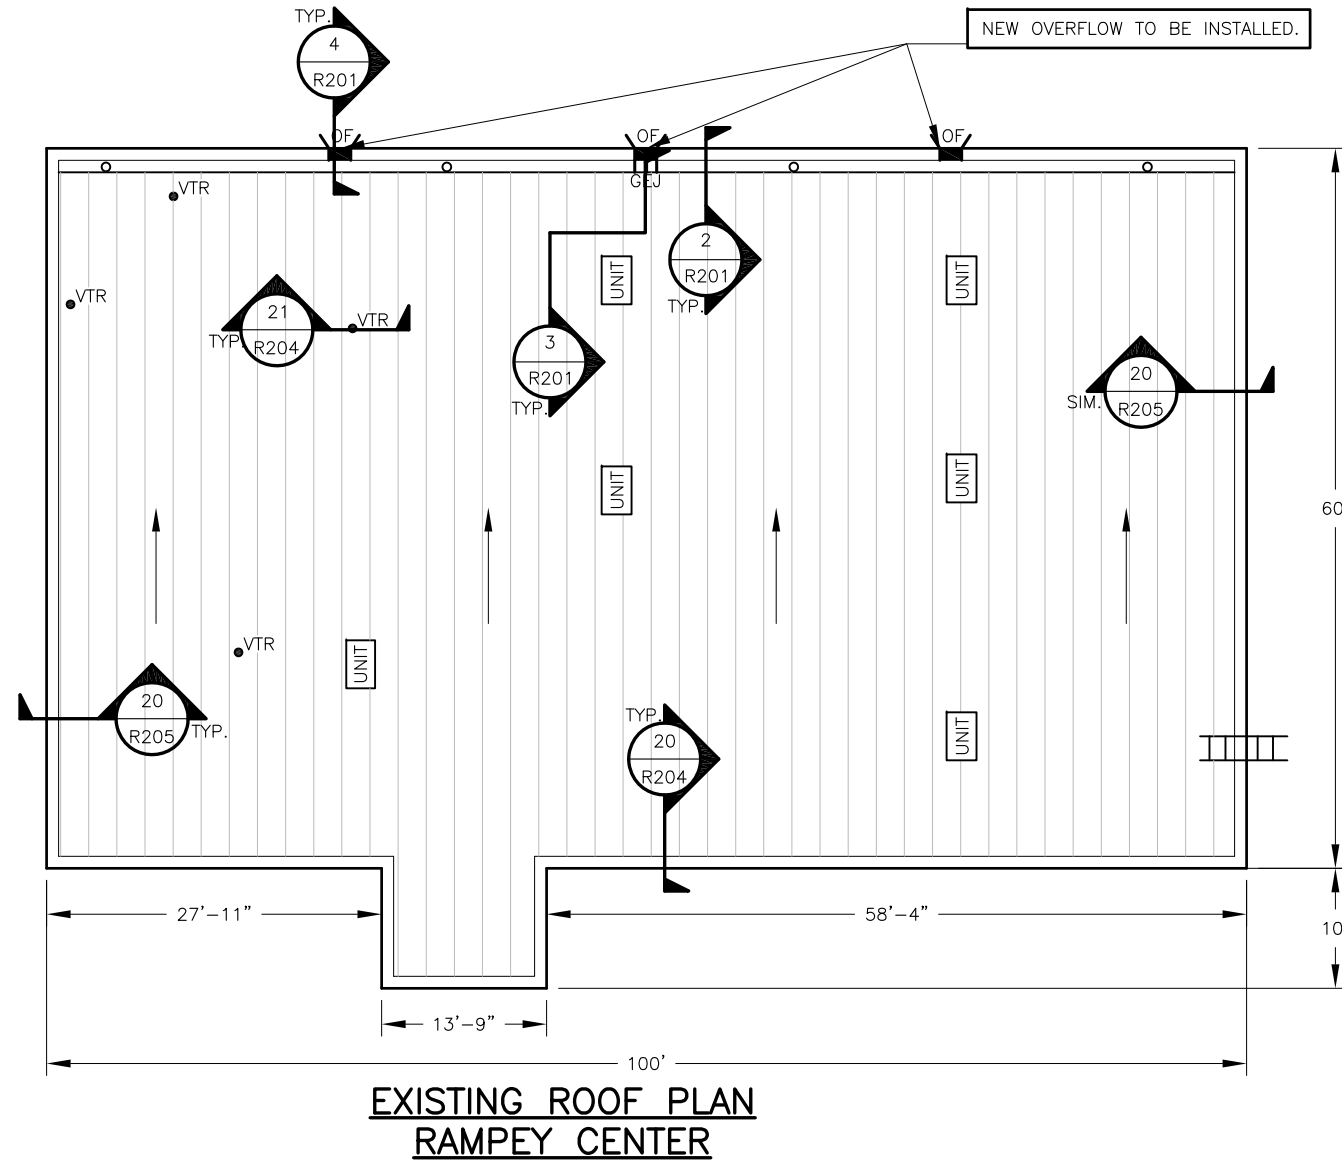 TYP.
4
R201
NEW OVERFLOW TO BE INSTALLED.
OF
OF
OF
GEJ
VTR
2
R201
TYP.
UNIT
UNIT
VTR
21
R204
TYP.
VTR
3
R201
TYP.
20
R205
SIM.
UNIT
UNIT
60
VTR
UNIT
20
R205
TYP.
TYP.
20
R204
UNIT
27'-11"
58'-4"
10
13'-9"
100'
EXISTING ROOF PLAN
RAMPEY CENTER